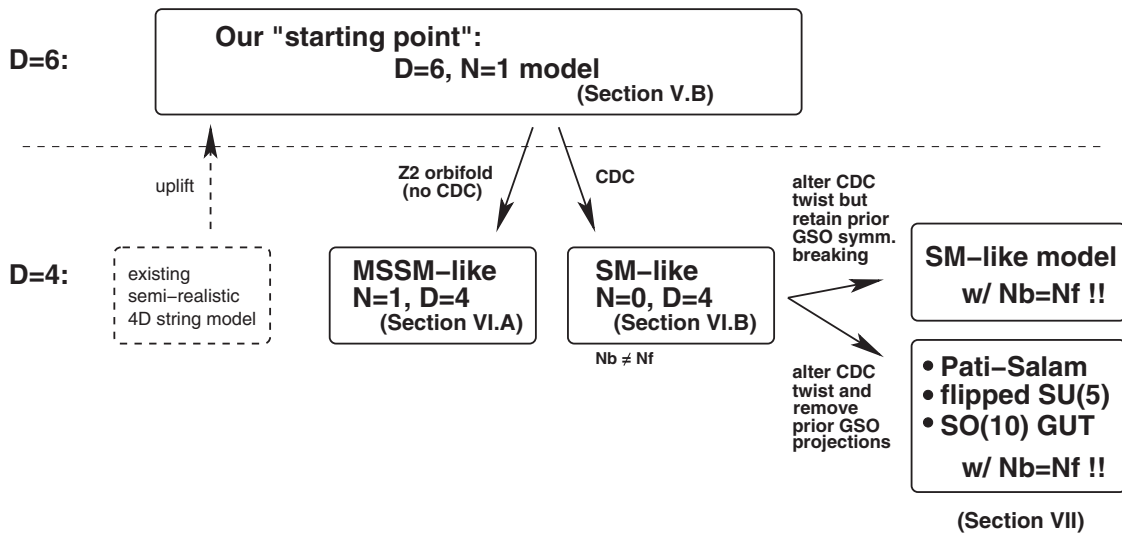 D=6:
Our "starting point":
D=6, N=1 model
(Section V.B)
uplift
Z2 orbifold
(no CDC)
CDC
D=4:
existing
semi-realistic
4D string model
MSSM-like
N=1, D=4
(Section VI.A)
SM-like
N=0, D=4
(Section VI.B)
Nb ≠ Nf
alter CDC
twist but
retain prior
GSO symm.
breaking
SM-like model
w/ Nb=Nf !!
alter CDC
twist and
remove
prior GSO
projections
• Pati-Salam
• flipped SU(5)
• SO(10) GUT
w/ Nb=Nf !!
(Section VII)